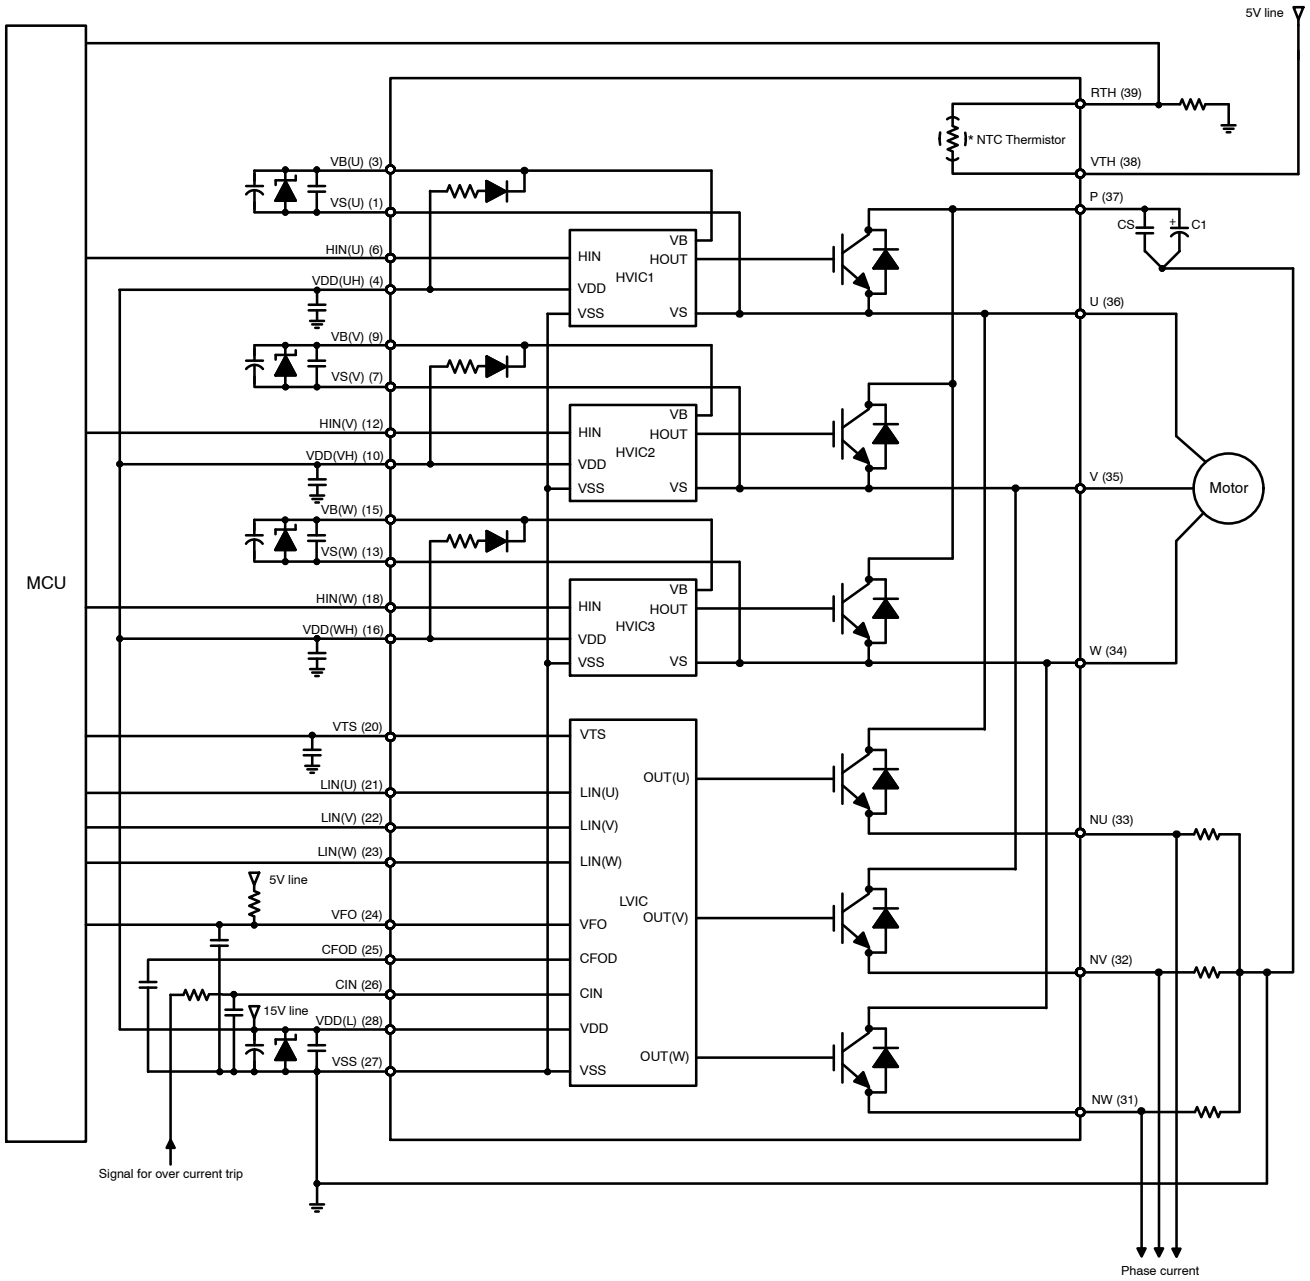 5V line
RTH (39)
(* NTC Thermistor
VTH (38)
VB(U) (3)
VS(U) (1)
P (37)
CS
+
C1
HIN(U) (6)
VDD(UH) (4)
HIN
VB
HOUT
HVIC1
VDD
VSS
VS
U (36)
VB(V) (9)
VS(V) (7)
HIN(V) (12)
VDD(VH) (10)
HIN
VB
HOUT
HVIC2
VDD
VSS
VS
V (35)
Motor
VB(W) (15)
VS(W) (13)
MCU
HIN(W) (18)
VDD(WH) (16)
HIN
VB
HOUT
HVIC3
VDD
VSS
VS
W (34)
VTS (20)
VTS
OUT(U)
LIN(U) (21)
LIN(U)
LIN(V) (22)
LIN(V)
NU (33)
LIN(W) (23)
LIN(W)
5V line
LVIC
VFO (24)
VFO
OUT(V)
CFOD (25)
CFOD
NV (32)
CIN (26)
CIN
15V line
VDD(L) (28)
VDD
OUT(W)
VSS (27)
VSS
NW (31)
Signal for over current trip
Phase current